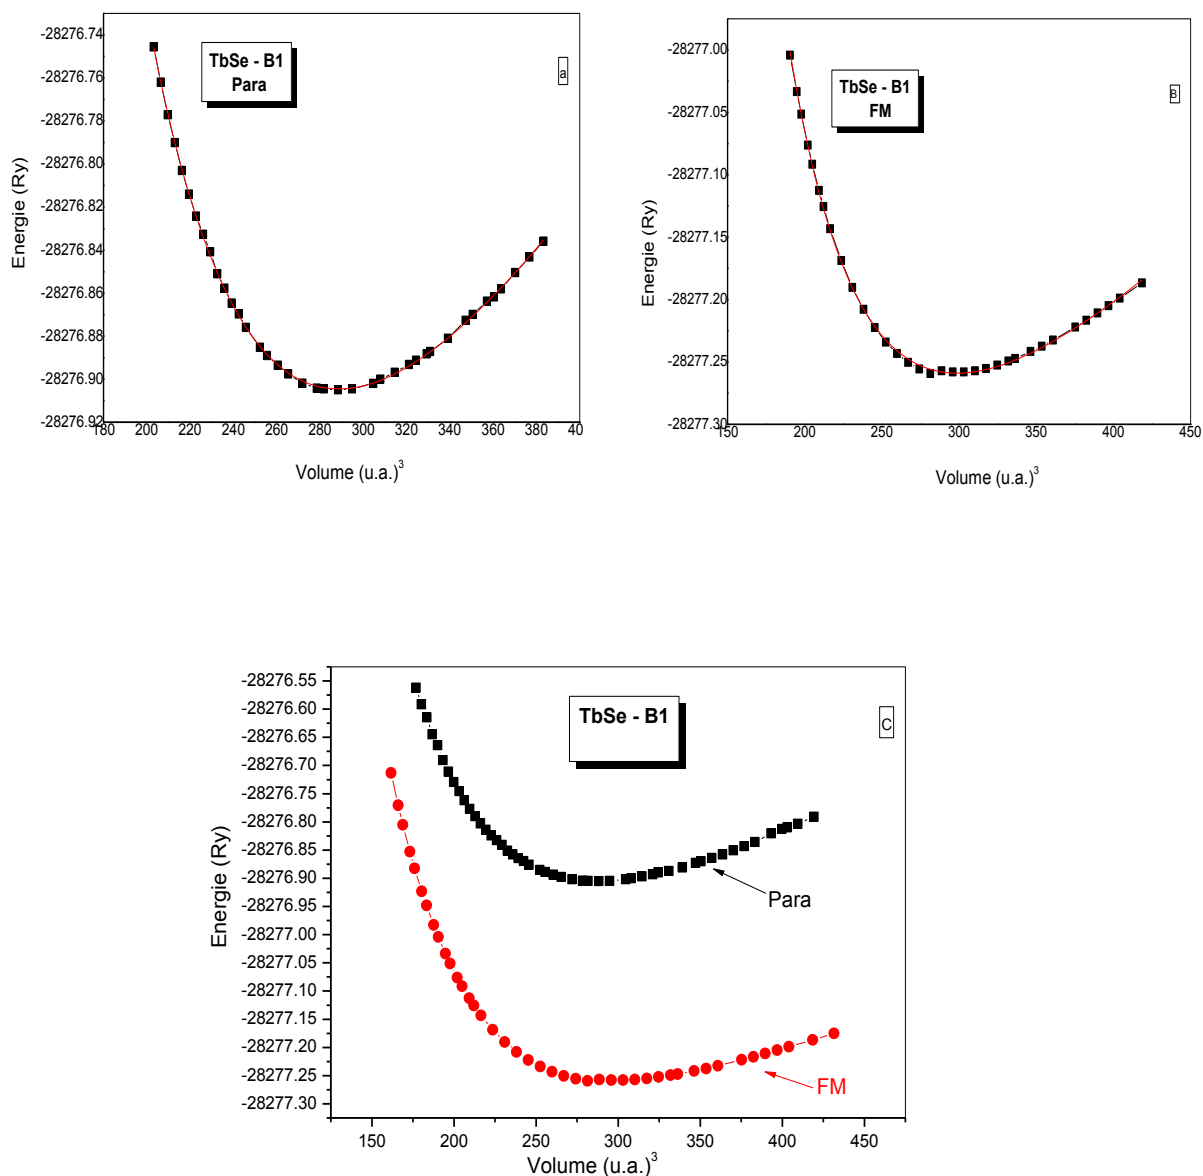 -28276.74
-28276.76
-28276.78
-28276.80
-28276.82
-28276.84
-28276.86
-28276.88
-28276.90
-28276.92
Energie (Ry)
TbSe - B1
Para
a
180 200 220 240 260 280 300 320 340 360 380 40
Volume (u.a.)³
-28277.00
-28277.05
-28277.10
-28277.15
-28277.20
-28277.25
-28277.30
Energie (Ry)
TbSe - B1
FM
B
150 200 250 300 350 400 450
Volume (u.a.)³
-28276.55
-28276.60
-28276.65
-28276.70
-28276.75
-28276.80
-28276.85
-28276.90
-28276.95
-28277.00
-28277.05
-28277.10
-28277.15
-28277.20
-28277.25
-28277.30
Energie (Ry)
TbSe - B1
C
Para
FM
150 200 250 300 350 400 450
Volume (u.a.)³